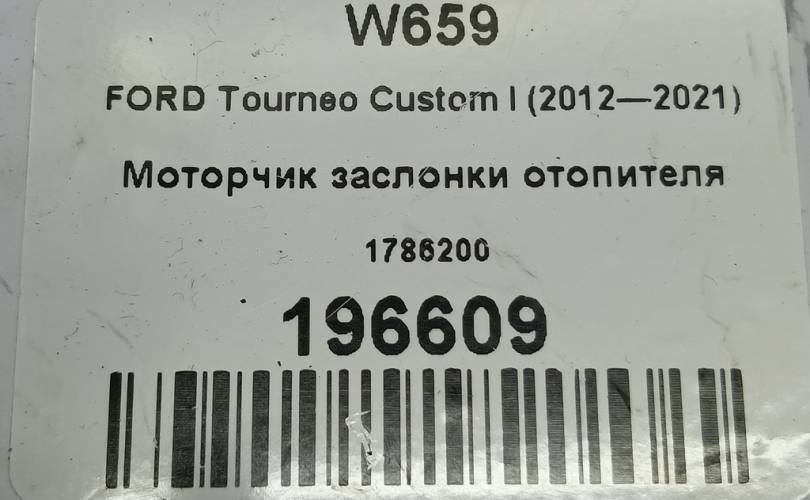 W659
FORD Tourneo Custom I (2012—2021)
Моторчик заслонки отопителя
1786200
196609